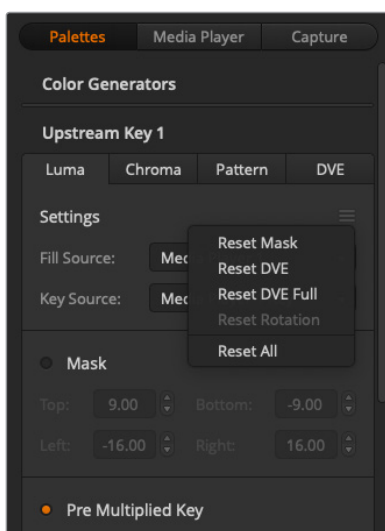 Palettes Media Player Capture
Color Generators
Upstream Key 1
Luma Chroma Pattern DVE
Settings
Reset Mask
Fill Source: Med
Reset DVE
Reset DVE Full
Key Source: Med
Reset Rotation
Reset All
Mask
Top: 9.00 Bottom: -9.00
Left: -16.00 Right: 16.00
Pre Multiplied Key